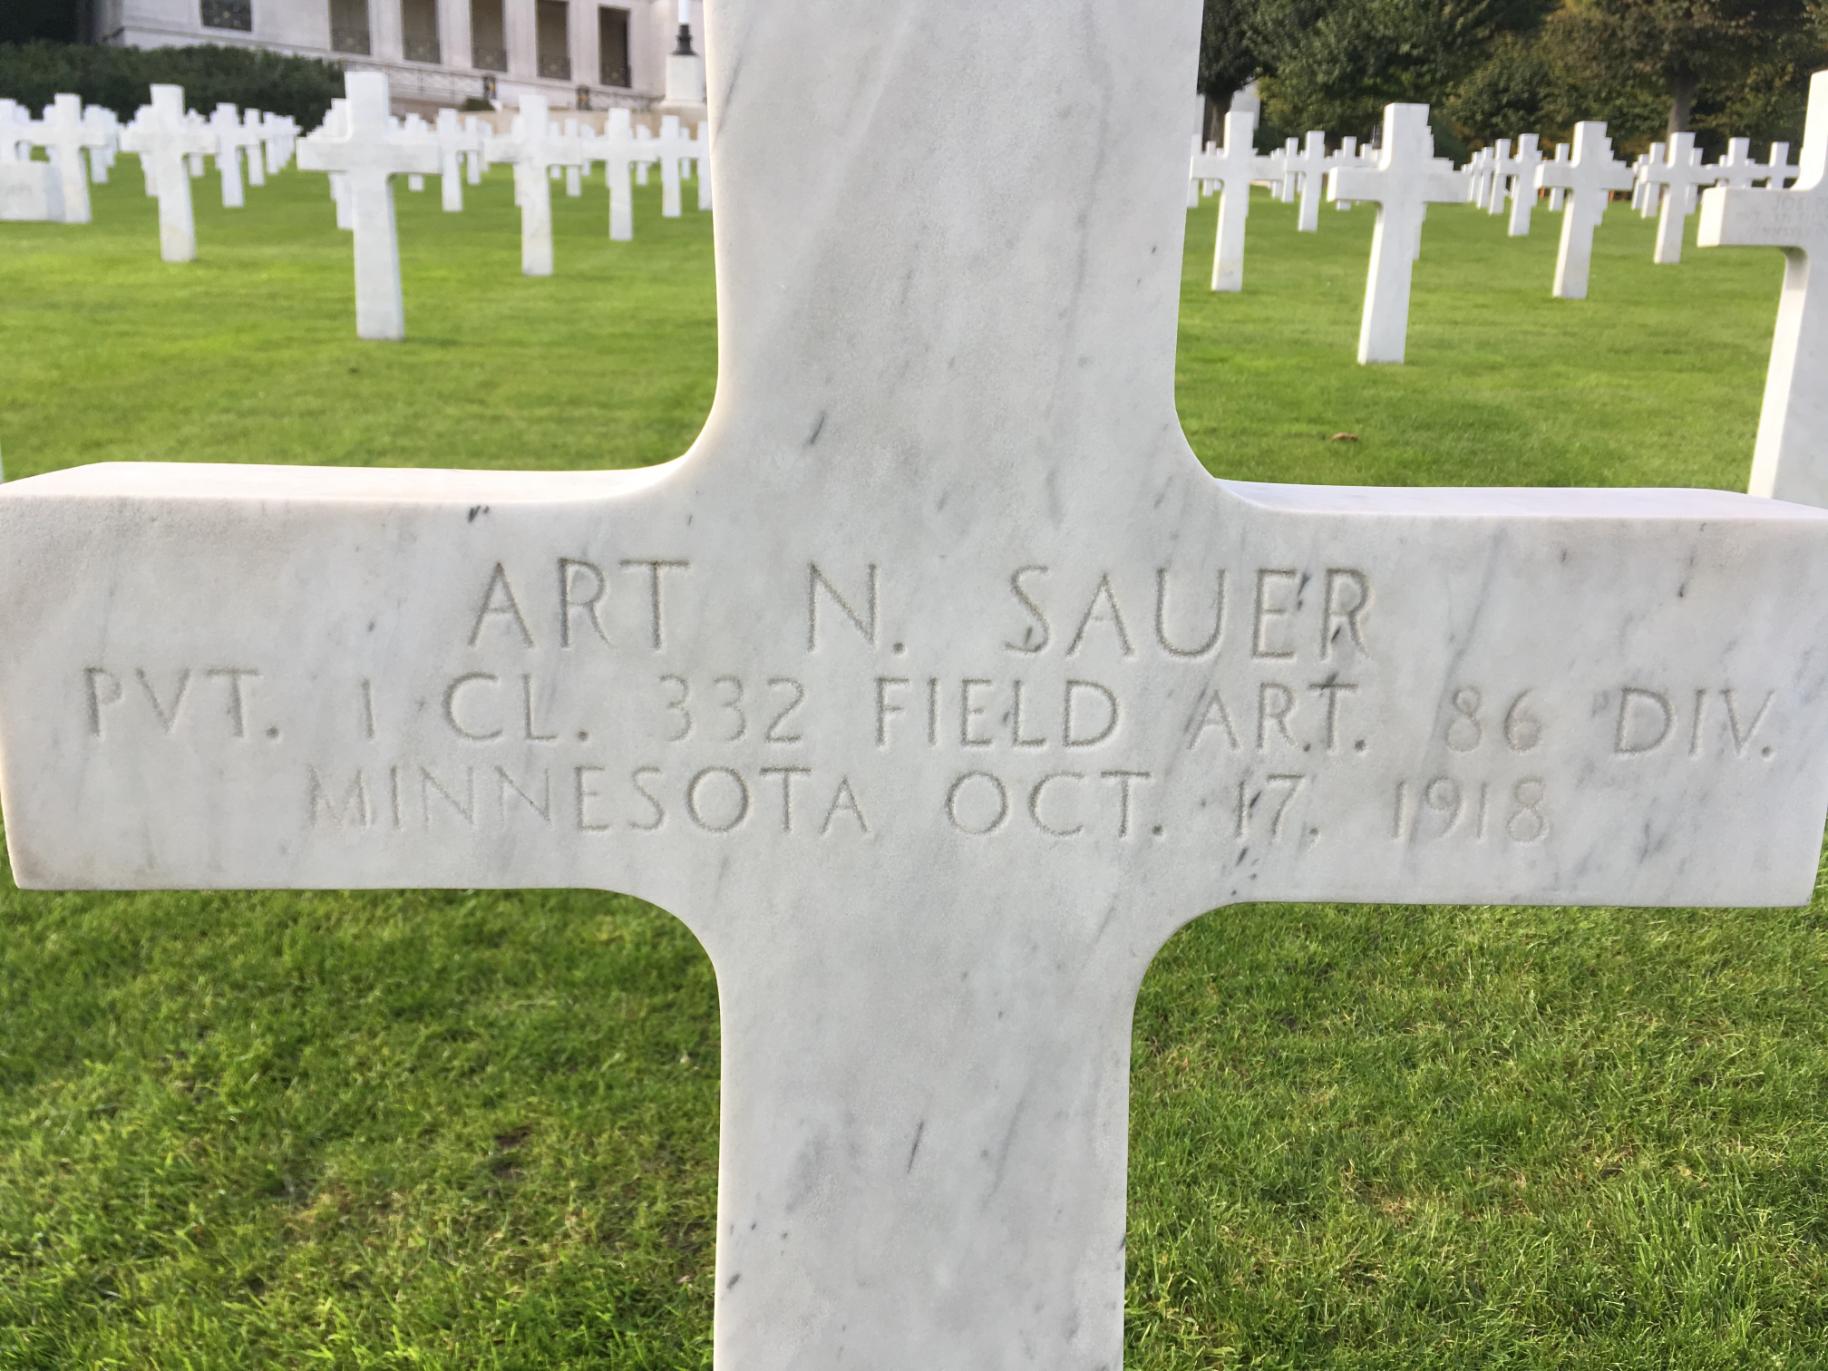 ART N. SAUER
PVT. 1 CL. 332 FIELD ART. 86 DIV.
MINNESOTA OCT. 17, 1918